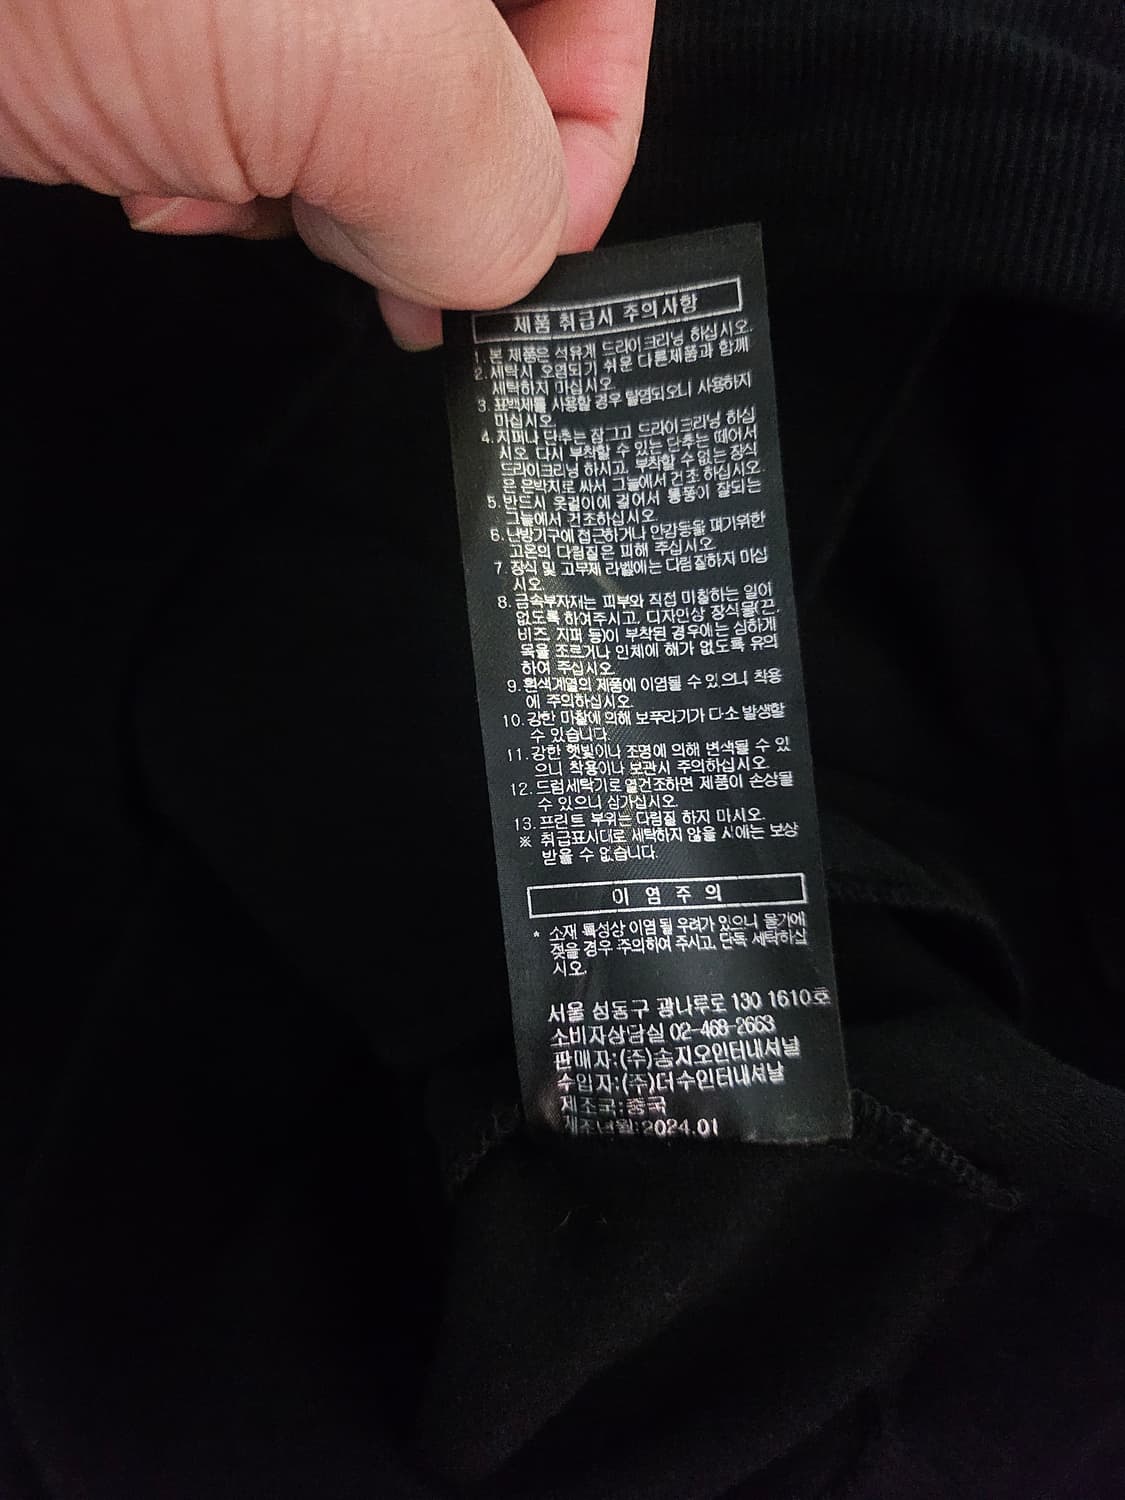 제품 취급시 주의사항
1. 본 제품은 석유계 드라이크리닝 하십시오.
2. 세탁시 오염되기 쉬운 다른제품과 함께
세탁하지 마십시오.
3. 표백제를 사용할 경우 탈염되오니 사용하지
마십시오.
4. 지퍼나 단추는 잠그고 드라이크리닝 하십
시오. 다시 부착할 수 있는 단추는 떼어서
드라이크리닝 하시고, 부착할 수 없는 장식
은 은박지로 싸서 그늘에서 건조 하십시오.
5. 반드시 옷걸이에 걸어서 통풍이 잘되는
그늘에서 건조하십시오.
6. 난방기구에 접근하거나 안감등을 펴기위한
고온의 다림질은 피해 주십시오.
7. 장식 및 고무제 라벨에는 다림질하지 마십
시오.
8. 금속부자재는 피부와 직접 마찰하는 일이
없도록 하여주시고, 디자인상 장식물(끈,
비즈, 지퍼 등)이 부착된 경우에는 심하게
목을 조르거나 인체에 해가 없도록 유의
하여 주십시오.
9. 흰색계열의 제품에 이염될 수 있으니 착용
에 주의하십시오.
10. 강한 마찰에 의해 보푸라기가 다소 발생할
수 있습니다.
11. 강한 햇빛이나 조명에 의해 변색될 수 있
으니 착용이나 보관시 주의하십시오.
12. 드럼세탁기로 열건조하면 제품이 손상될
수 있으니 삼가십시오.
13. 프린트 부위는 다림질 하지 마시오.
※ 취급표시대로 세탁하지 않을 시에는 보상
받을 수 없습니다.
이 염 주 의
* 소재 특성상 이염 될 우려가 있으니 물기에
젖을 경우 주의하여 주시고, 단독 세탁하십
시오.
서울 성동구 광나루로 130 1610호
소비자상담실 02-468-2663
판매자:(주)송지오인터내셔널
수입자:(주)더수인터내셔날
제조국:중국
제조년월:2024.01